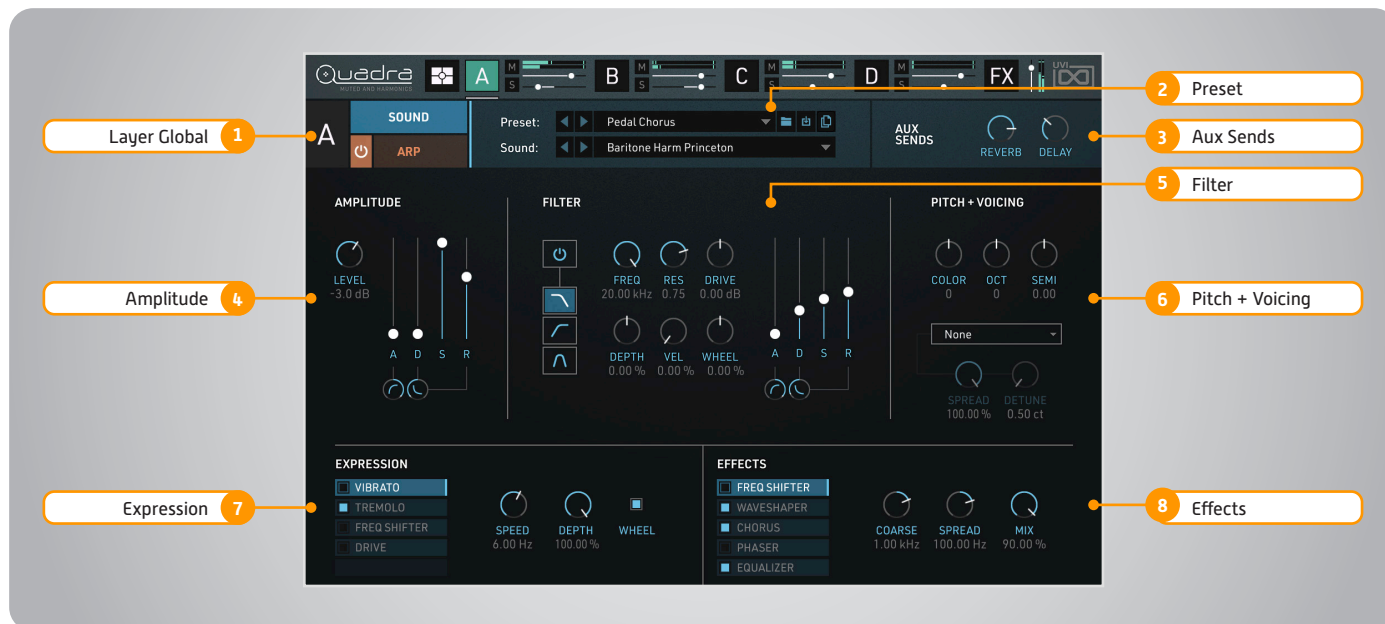 Quadra
MUTED AND HARMONICS
A
M
S
B
M
S
C
M
S
D
M
S
FX
UVI
Layer Global 1
2 Preset
3 Aux Sends
Amplitude 4
5 Filter
6 Pitch + Voicing
Expression 7
8 Effects
A
SOUND
ARP
Preset: Pedal Chorus
Sound: Baritone Harm Princeton
AUX
SENDS
REVERB DELAY
AMPLITUDE
LEVEL
-3.0 dB
A D S R
FILTER
FREQ RES DRIVE
20.00 kHz 0.75 0.00 dB
DEPTH VEL WHEEL
0.00 % 0.00 % 0.00 %
A D S R
PITCH + VOICING
COLOR OCT SEMI
0 0 0.00
None
SPREAD DETUNE
100.00 % 0.50 ct
EXPRESSION
VIBRATO
TREMOLO
FREQ SHIFTER
DRIVE
SPEED DEPTH WHEEL
6.00 Hz 100.00 %
EFFECTS
FREQ SHIFTER
WAVESHAPER
CHORUS
PHASER
EQUALIZER
COARSE SPREAD MIX
1.00 kHz 100.00 Hz 90.00 %